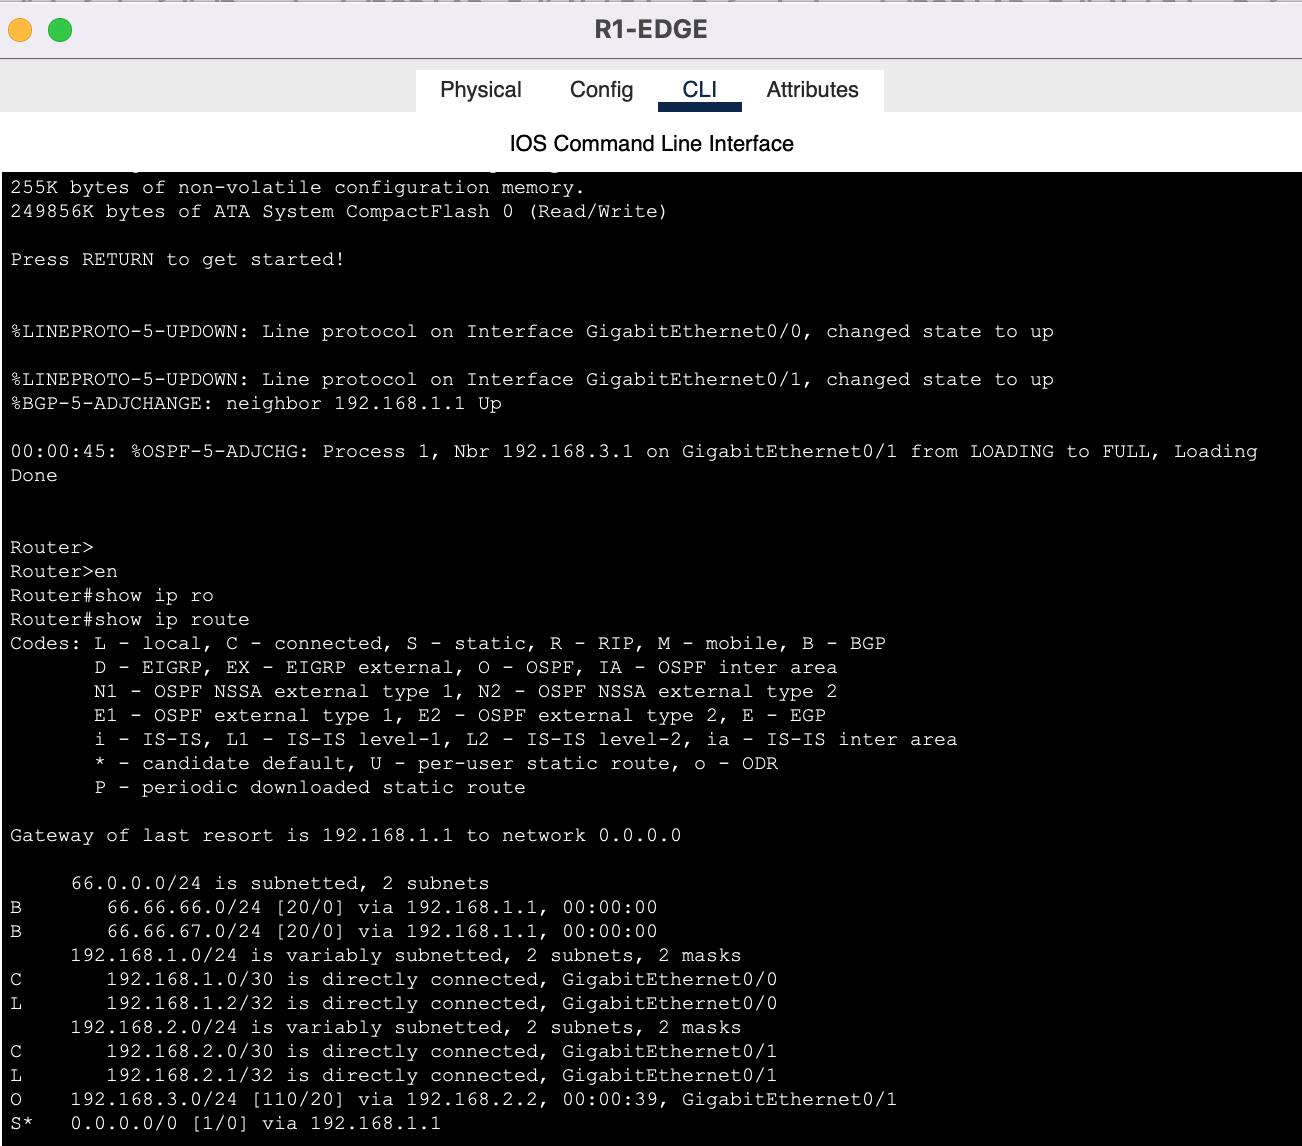 R1-EDGE
Physical Config CLI Attributes
IOS Command Line Interface
255K bytes of non-volatile configuration memory.
249856K bytes of ATA System CompactFlash 0 (Read/Write)
Press RETURN to get started!
%LINEPROTO-5-UPDOWN: Line protocol on Interface GigabitEthernet0/0, changed state to up
%LINEPROTO-5-UPDOWN: Line protocol on Interface GigabitEthernet0/1, changed state to up
%BGP-5-ADJCHANGE: neighbor 192.168.1.1 Up
00:00:45: %OSPF-5-ADJCHG: Process 1, Nbr 192.168.3.1 on GigabitEthernet0/1 from LOADING to FULL, Loading
Done
Router>
Router>en
Router#show ip ro
Router#show ip route
Codes: L - local, C - connected, S - static, R - RIP, M - mobile, B - BGP
D - EIGRP, EX - EIGRP external, O - OSPF, IA - OSPF inter area
N1 - OSPF NSSA external type 1, N2 - OSPF NSSA external type 2
E1 - OSPF external type 1, E2 - OSPF external type 2, E - EGP
i - IS-IS, L1 - IS-IS level-1, L2 - IS-IS level-2, ia - IS-IS inter area
* - candidate default, U - per-user static route, o - ODR
P - periodic downloaded static route
Gateway of last resort is 192.168.1.1 to network 0.0.0.0
66.0.0.0/24 is subnetted, 2 subnets
B 66.66.66.0/24 [20/0] via 192.168.1.1, 00:00:00
B 66.66.67.0/24 [20/0] via 192.168.1.1, 00:00:00
192.168.1.0/24 is variably subnetted, 2 subnets, 2 masks
C 192.168.1.0/30 is directly connected, GigabitEthernet0/0
L 192.168.1.2/32 is directly connected, GigabitEthernet0/0
192.168.2.0/24 is variably subnetted, 2 subnets, 2 masks
C 192.168.2.0/30 is directly connected, GigabitEthernet0/1
L 192.168.2.1/32 is directly connected, GigabitEthernet0/1
O 192.168.3.0/24 [110/20] via 192.168.2.2, 00:00:39, GigabitEthernet0/1
S* 0.0.0.0/0 [1/0] via 192.168.1.1